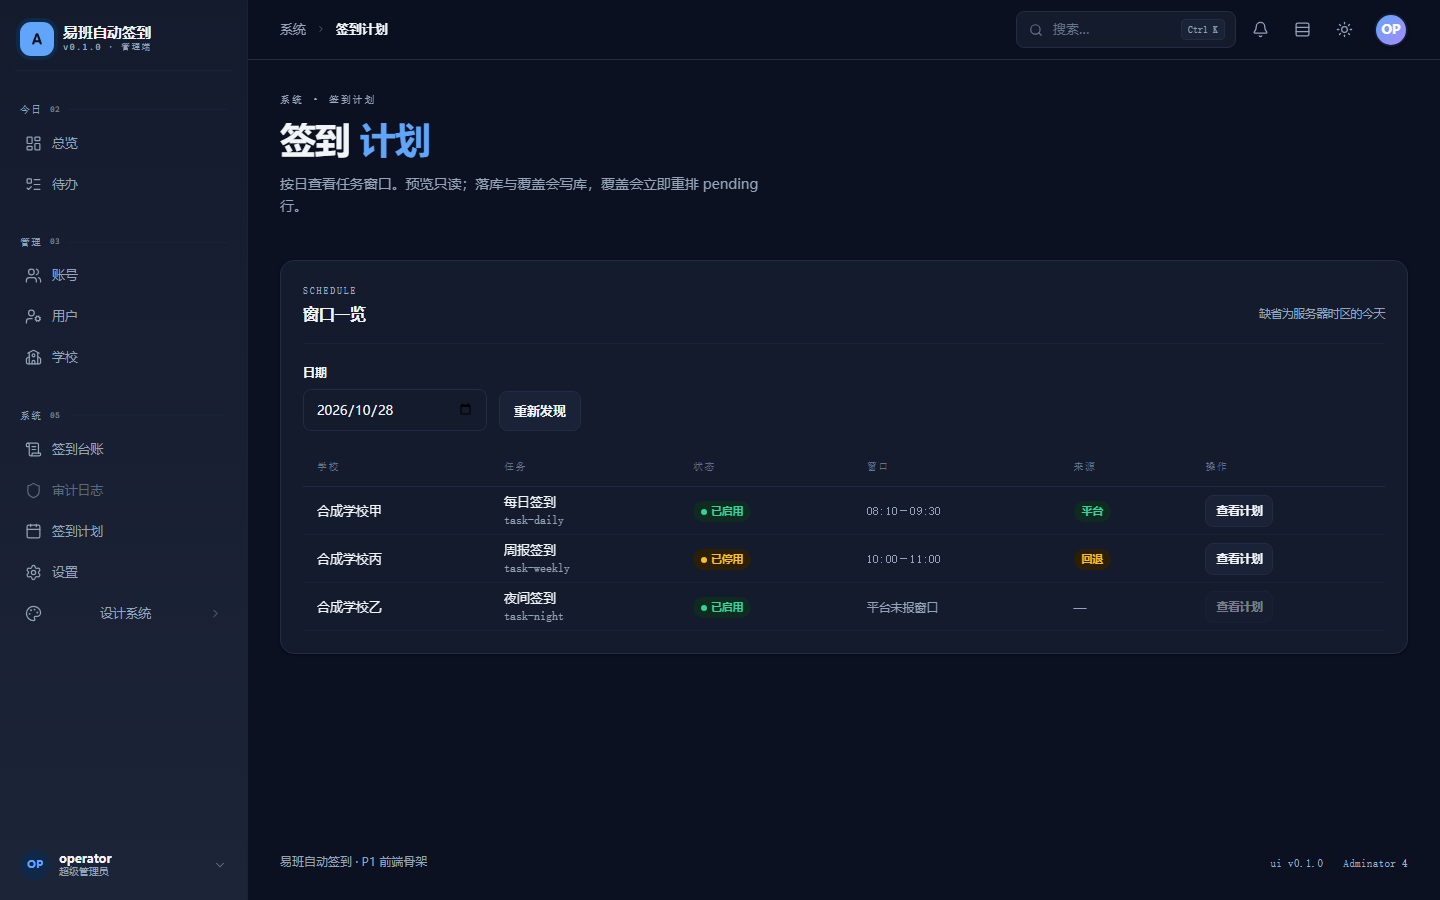 A
易班自动签到
v0.1.0 · 管理端
今日 02
总览
待办
管理 03
账号
用户
学校
系统 05
签到台账
审计日志
签到计划
设置
设计系统
OP
operator
超级管理员
系统 › 签到计划
搜索...
Ctrl K
OP
系统 · 签到计划
签到 计划
按日查看任务窗口。预览只读；落库与覆盖会写库，覆盖会立即重排 pending
行。
SCHEDULE
窗口一览
缺省为服务器时区的今天
日期
2026/10/28
重新发现
学校 任务 状态 窗口 来源 操作
合成学校甲 每日签到 已启用 08:10—09:30 平台 查看计划
task-daily
合成学校丙 周报签到 已停用 10:00—11:00 回退 查看计划
task-weekly
合成学校乙 夜间签到 已启用 平台未报窗口 — 查看计划
task-night
易班自动签到 · P1 前端骨架
ui v0.1.0 Adminator 4